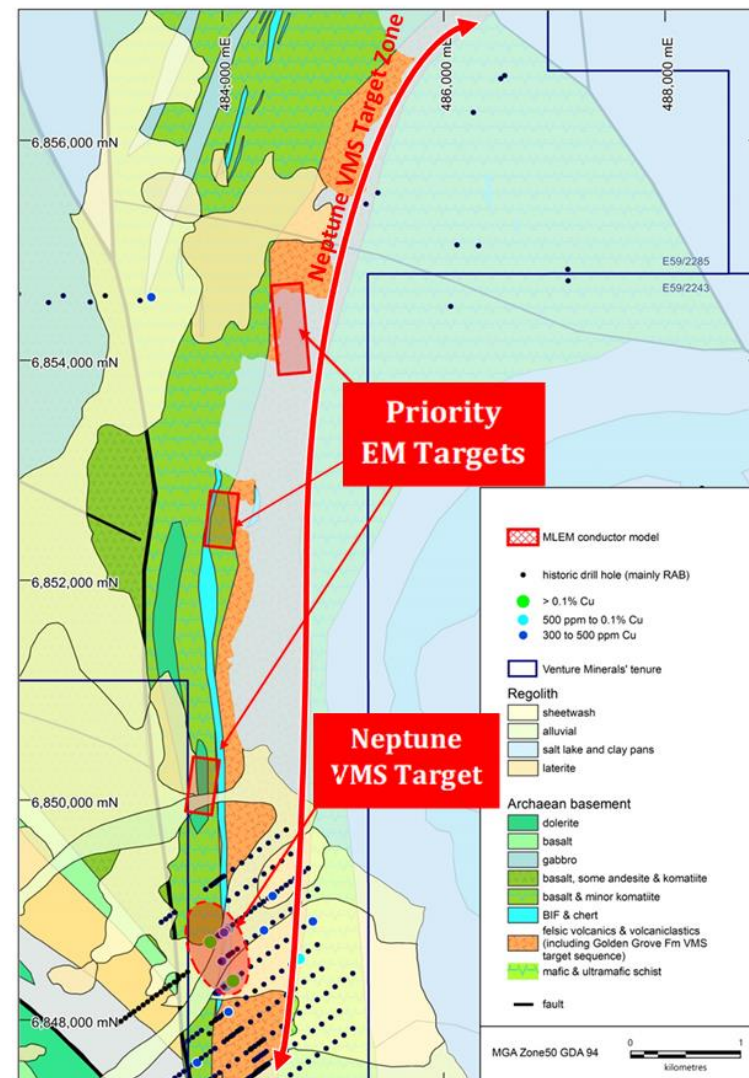 484,000 mE
486,000 mE
488,000 mE
Neptune VMS Target Zone
6,856,000 mN
E59/2285
E59/2243
6,854,000 mN
Priority
EM Targets
6,852,000 mN
Neptune
VMS Target
6,850,000 mN
6,848,000 mN
MLEM conductor model
historic drill hole (mainly RAB)
> 0.1% Cu
500 ppm to 0.1% Cu
300 to 500 ppm Cu
Venture Minerals' tenure
Regolith
sheetwash
alluvial
salt lake and clay pans
laterite
Archaean basement
dolerite
basalt
gabbro
basalt, some andesite & komatiite
basalt & minor komatiite
BIF & chert
felsic volcanics & volcaniclastics
(including Golden Grove Fm VMS
target sequence)
mafic & ultramafic schist
fault
MGA Zone50 GDA 94
0 1
kilometres